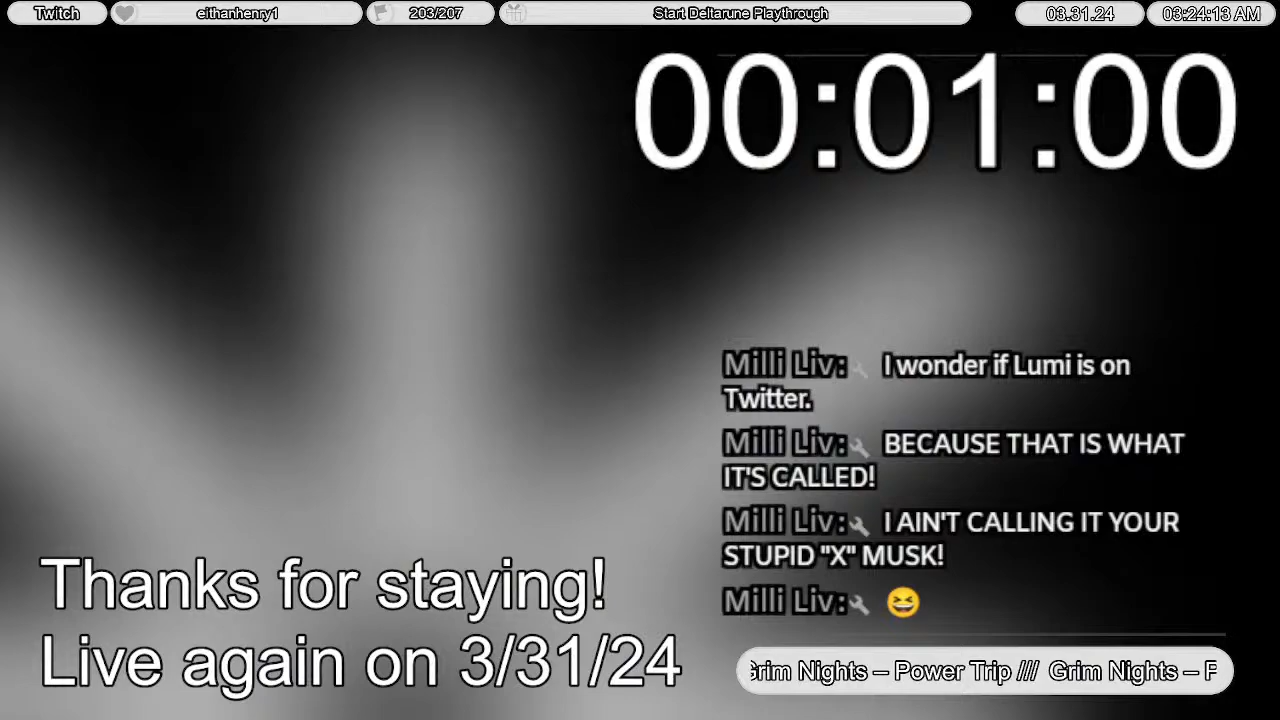 Twitch
eithanhenry1
203/207
Start Deltarune Playthrough
03.31.24
03:24:13 AM
00:01:00
Milli Liv: I wonder if Lumi is on
Twitter.
Milli Liv: BECAUSE THAT IS WHAT
IT'S CALLED!
Milli Liv: I AIN'T CALLING IT YOUR
STUPID "X" MUSK!
Milli Liv: 😆
Thanks for staying!
Live again on 3/31/24
Grim Nights – Power Trip //// Grim Nights – P